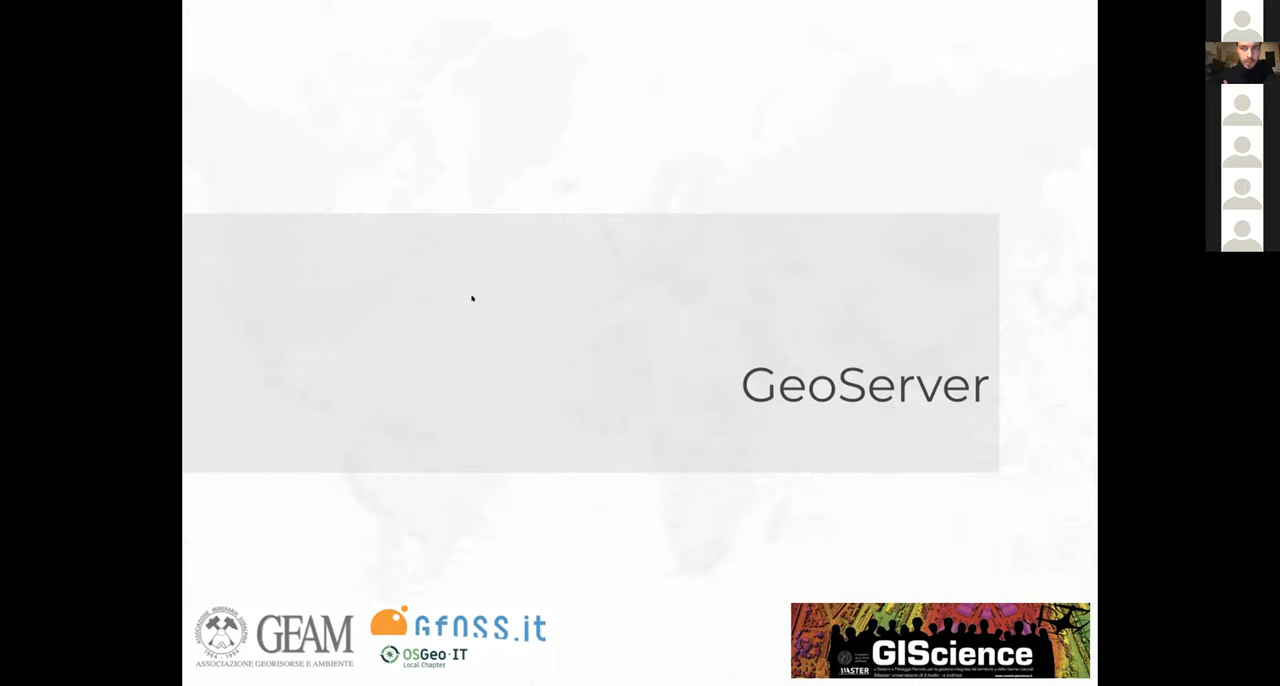 GeoServer
GEAM
ASSOCIAZIONE GEORISORSE E AMBIENTE
GFOSS.it
OSGeo·IT
Local Chapter
GIScience
MASTER